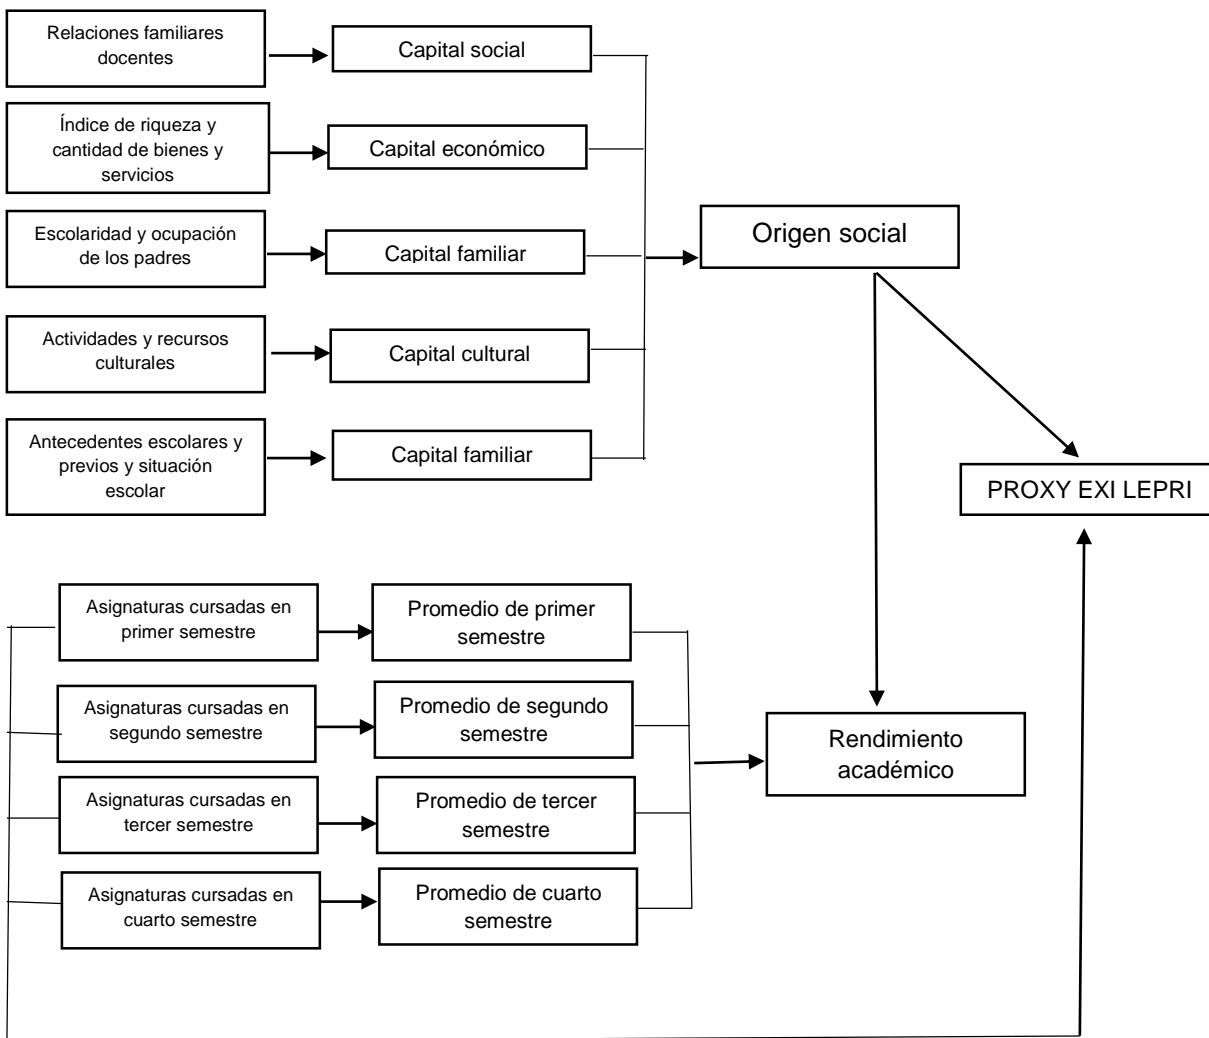 Relaciones familiares
docentes
Capital social
Índice de riqueza y
cantidad de bienes y
servicios
Capital económico
Escolaridad y ocupación
de los padres
Capital familiar
Origen social
Actividades y recursos
culturales
Capital cultural
Antecedentes escolares y
previos y situación
escolar
Capital familiar
PROXY EXI LEPRI
Asignaturas cursadas en
primer semestre
Promedio de primer
semestre
Asignaturas cursadas en
segundo semestre
Promedio de segundo
semestre
Rendimiento
académico
Asignaturas cursadas en
tercer semestre
Promedio de tercer
semestre
Asignaturas cursadas en
cuarto semestre
Promedio de cuarto
semestre